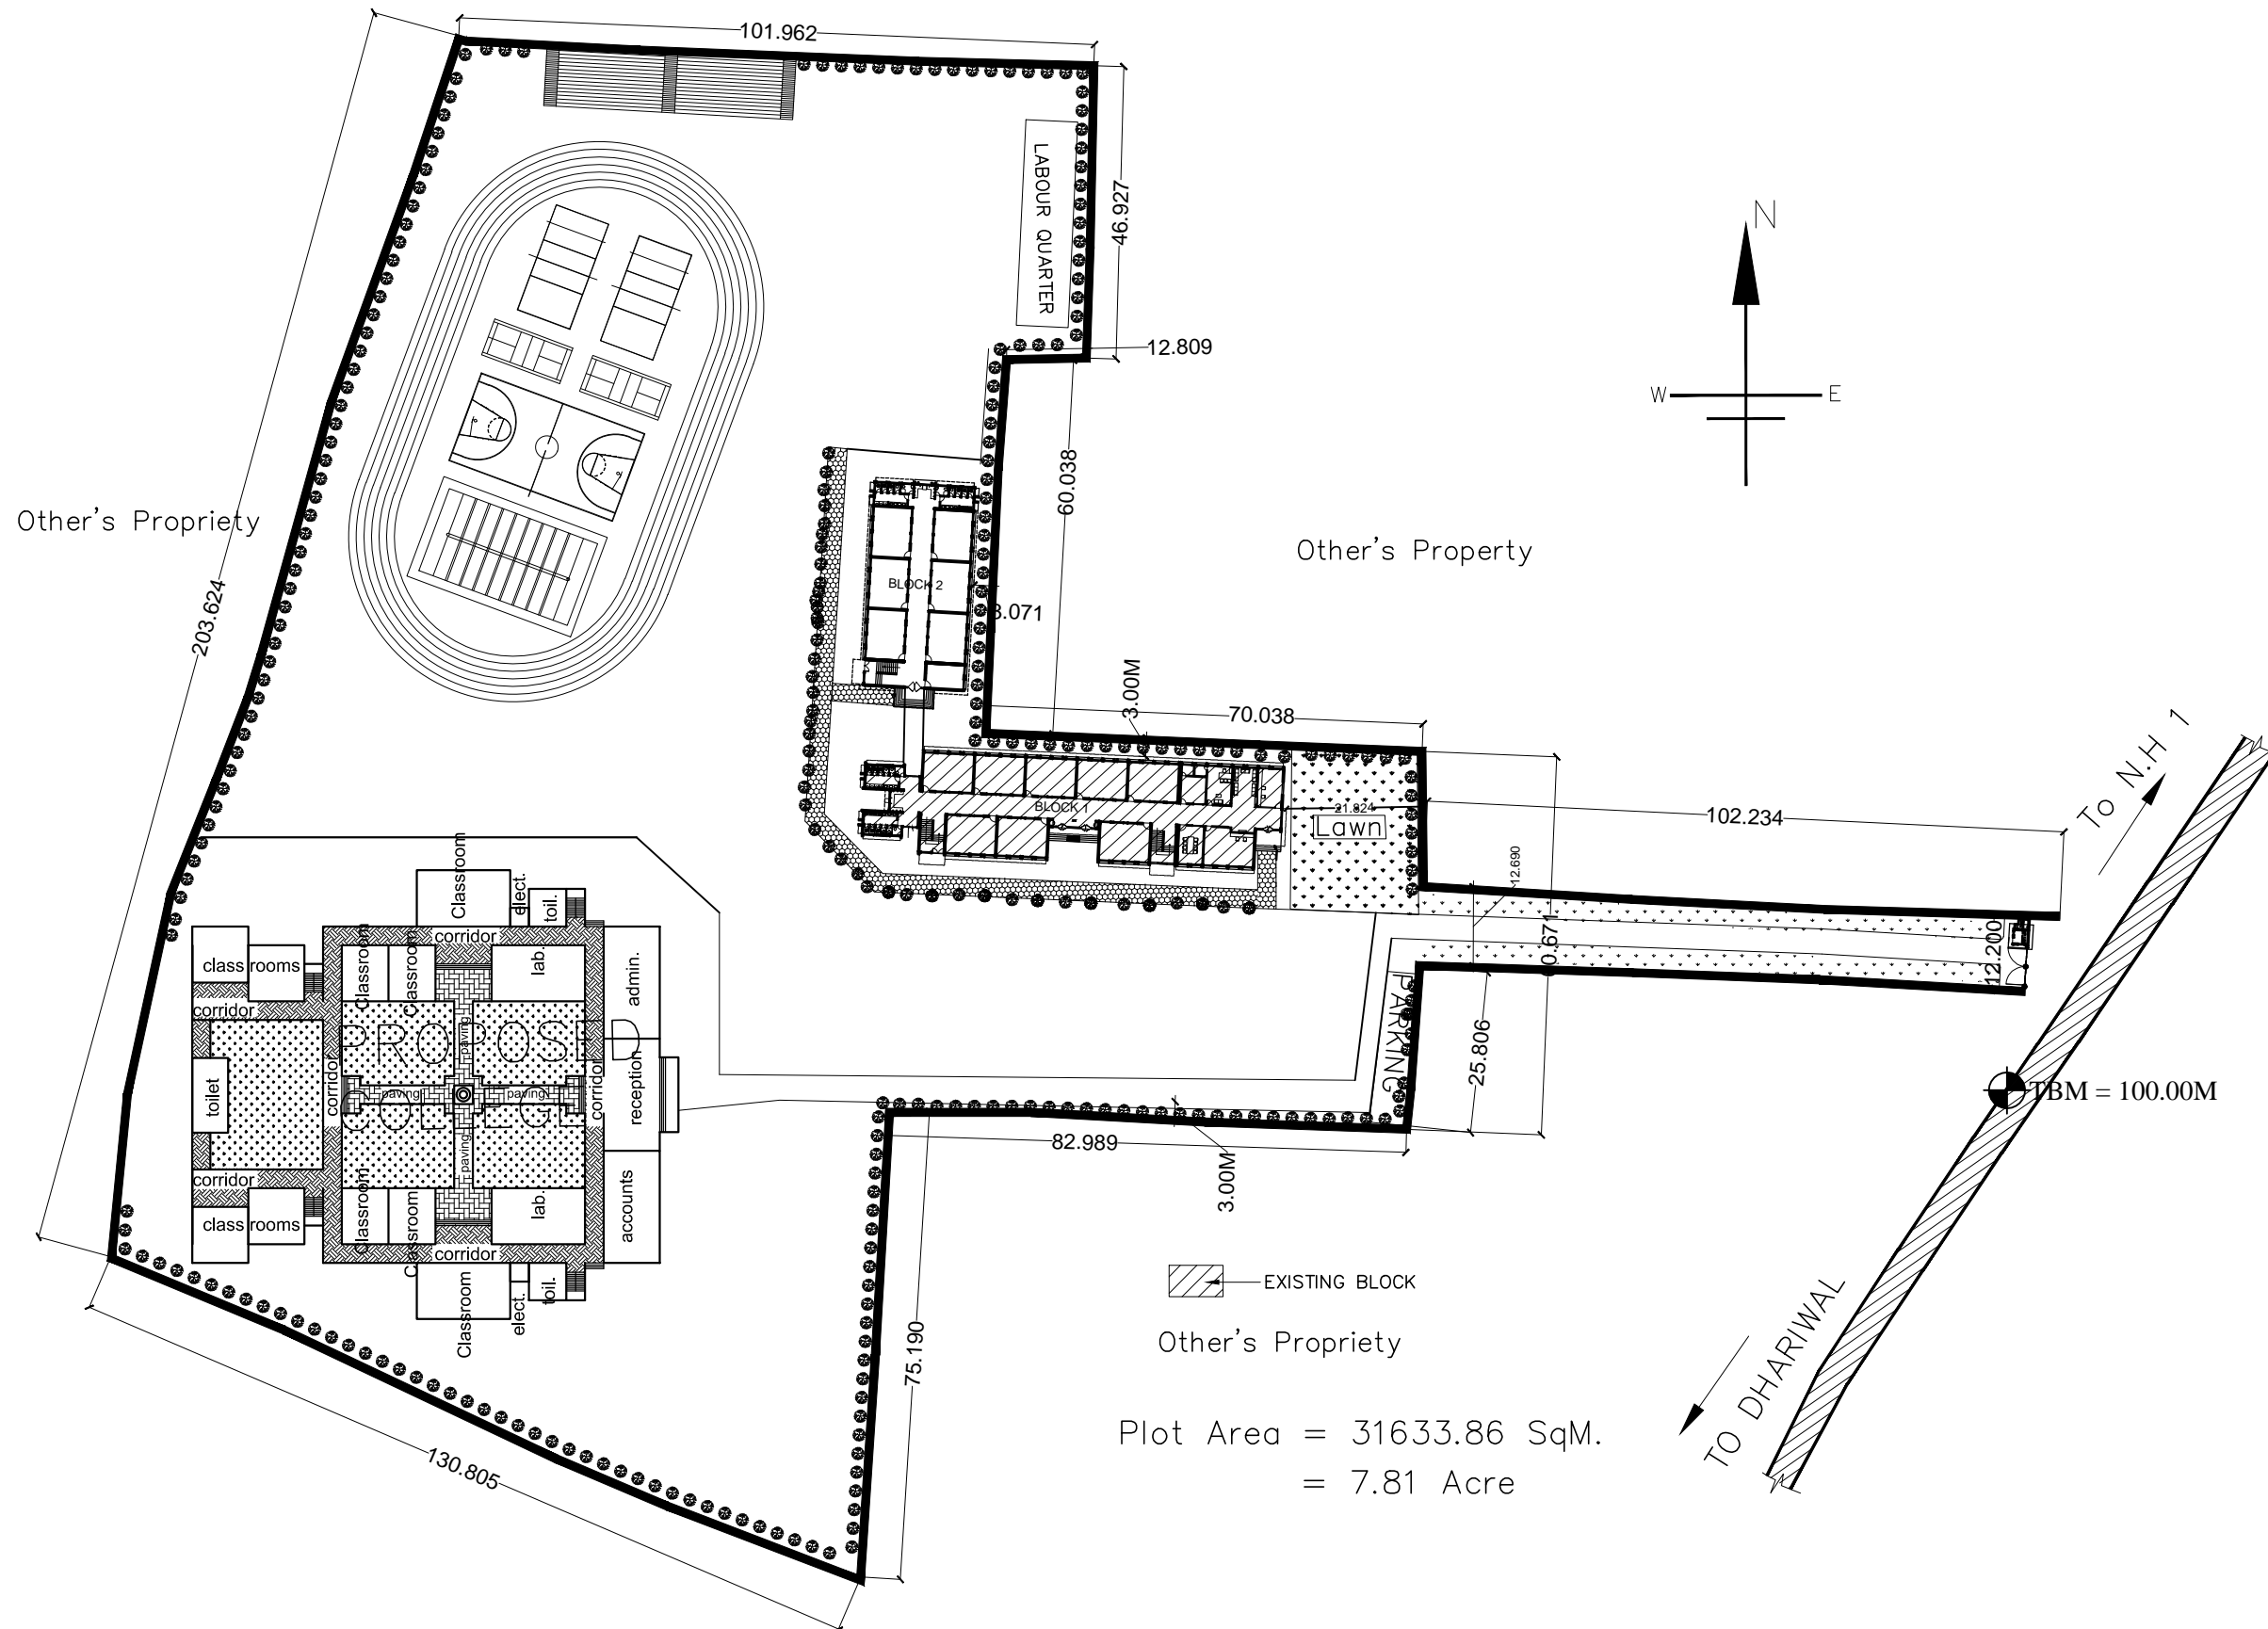 101.962
N
LABOUR QUARTER
46.927
12.809
W
E
60.038
Other's Propriety
Other's Property
BLOCK 2
203.624
3.071
3.00M
70.038
To N.H 1
BLOCK 1
21.824
Lawn
102.234
12.690
Classroom
elect.
toil.
corridor
class rooms
Classroom
Classroom
lab.
admin.
12.200
corridor
PROPOSED
COLLEGE
paving
PARKING
25.806
toilet
corridor
paving
paving
corridor
reception
TBM = 100.00M
paving
82.989
3.00M
corridor
class rooms
Classroom
Classroom
lab.
accounts
corridor
Classroom
elect.
toil.
EXISTING BLOCK
Other's Propriety
75.190
TO DHARIWAL
Plot Area = 31633.86 SqM.
= 7.81 Acre
130.805